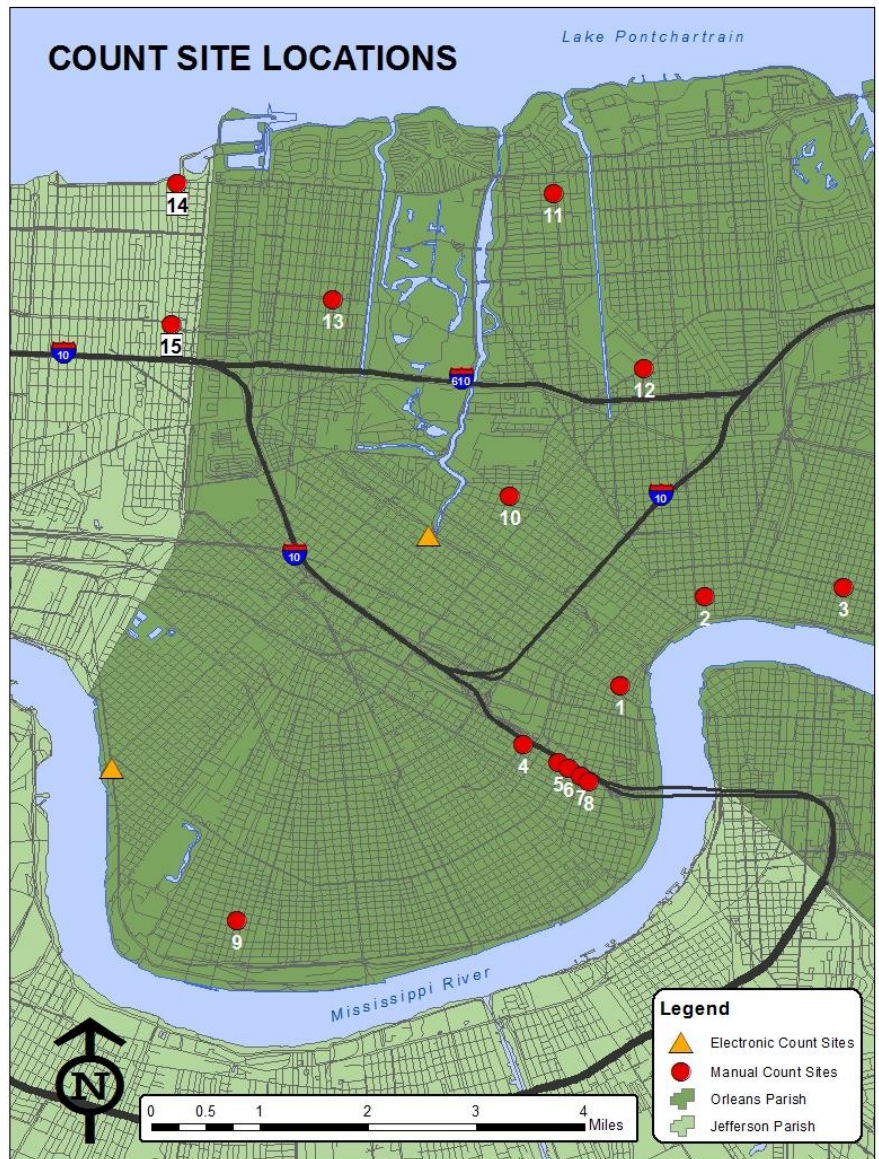 Lake Pontchartrain
COUNT SITE LOCATIONS
14
11
13
15
10
610
12
10
10
10
3
2
1
4
5
6
7
8
9
Mississippi River
Legend
Electronic Count Sites
Manual Count Sites
Orleans Parish
Jefferson Parish
N
0 0.5 1 2 3 4
Miles